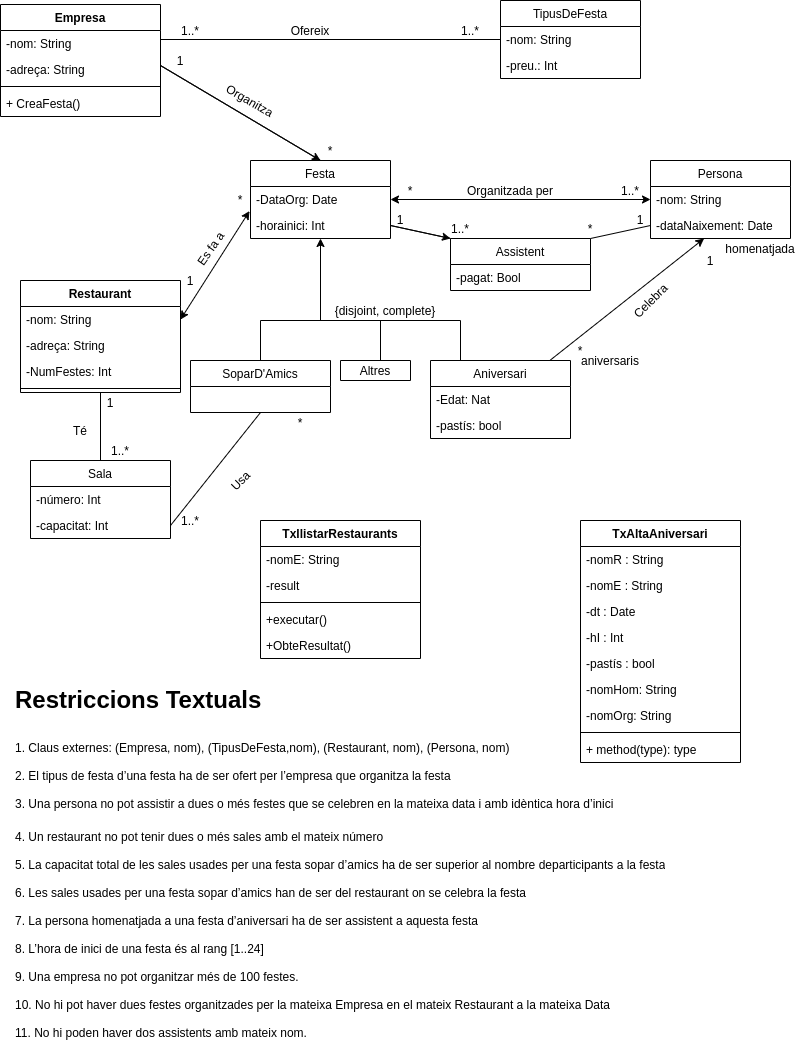 Empresa
-nom: String
-adreça: String
+ CreaFesta()
1..*
Ofereix
1..*
TipusDeFesta
-nom: String
-preu.: Int
1
Organitza
*
Festa
-DataOrg: Date
-horainici: Int
*
Organitzada per
1..*
Persona
-nom: String
-dataNaixement: Date
1
1..*
*
1
Assistent
-pagat: Bool
homenatjada
1
Celebra
*
aniversaris
*
Es fa a
1
Restaurant
-nom: String
-adreça: String
-NumFestes: Int
{disjoint, complete}
SoparD'Amics
Altres
Aniversari
-Edat: Nat
-pastís: bool
1
Té
1..*
Sala
-número: Int
-capacitat: Int
*
Usa
1..*
TxllistarRestaurants
-nomE: String
-result
+executar()
+ObteResultat()
TxAltaAniversari
-nomR : String
-nomE : String
-dt : Date
-hI : Int
-pastís : bool
-nomHom: String
-nomOrg: String
+ method(type): type
Restriccions Textuals
1. Claus externes: (Empresa, nom), (TipusDeFesta,nom), (Restaurant, nom), (Persona, nom)
2. El tipus de festa d’una festa ha de ser ofert per l’empresa que organitza la festa
3. Una persona no pot assistir a dues o més festes que se celebren en la mateixa data i amb idèntica hora d’inici
4. Un restaurant no pot tenir dues o més sales amb el mateix número
5. La capacitat total de les sales usades per una festa sopar d’amics ha de ser superior al nombre departicipants a la festa
6. Les sales usades per una festa sopar d’amics han de ser del restaurant on se celebra la festa
7. La persona homenatjada a una festa d’aniversari ha de ser assistent a aquesta festa
8. L’hora de inici de una festa és al rang [1..24]
9. Una empresa no pot organitzar més de 100 festes.
10. No hi pot haver dues festes organitzades per la mateixa Empresa en el mateix Restaurant a la mateixa Data
11. No hi poden haver dos assistents amb mateix nom.